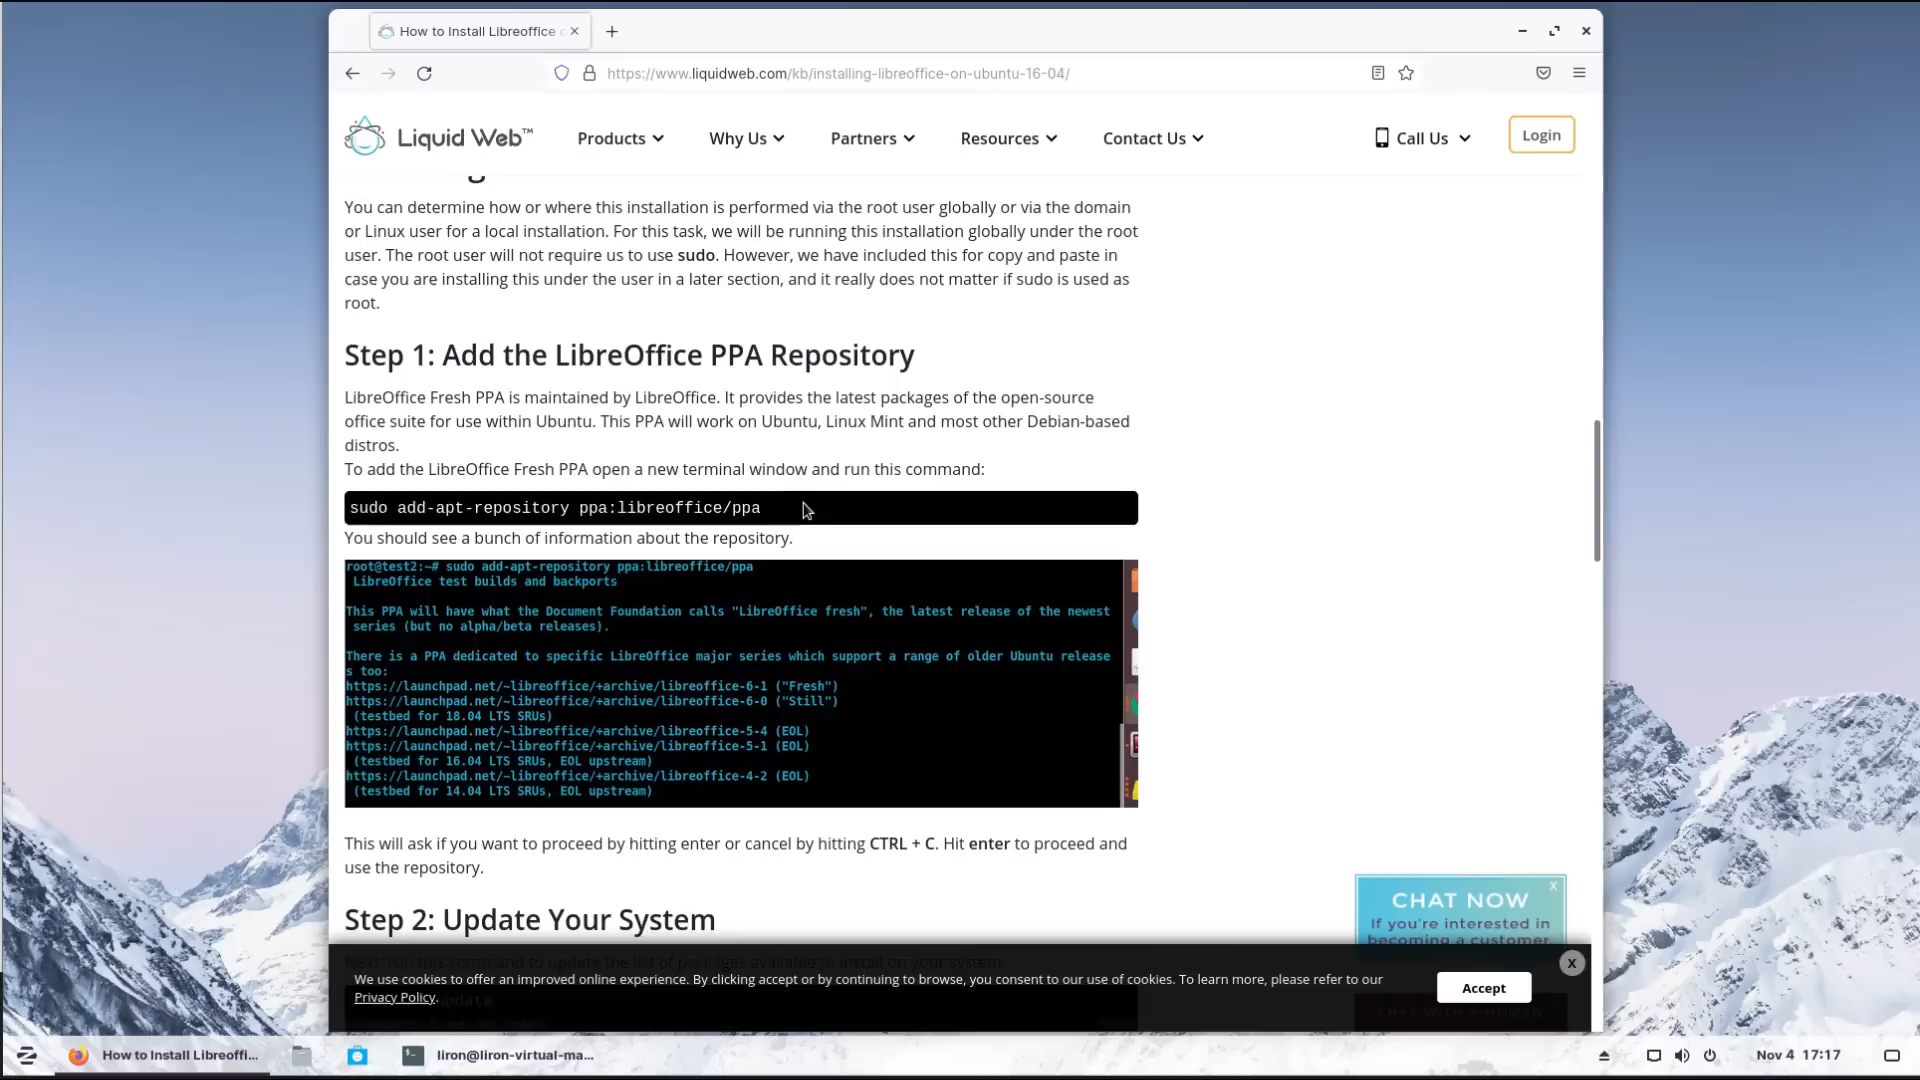 How to Install Libreoffice
https://www.liquidweb.com/kb/installing-libreoffice-on-ubuntu-16-04/
Liquid Web™
Products
Why Us
Partners
Resources
Contact Us
Call Us
Login
You can determine how or where this installation is performed via the root user globally or via the domain
or Linux user for a local installation. For this task, we will be running this installation globally under the root
user. The root user will not require us to use sudo. However, we have included this for copy and paste in
case you are installing this under the user in a later section, and it really does not matter if sudo is used as
root.
Step 1: Add the LibreOffice PPA Repository
LibreOffice Fresh PPA is maintained by LibreOffice. It provides the latest packages of the open-source
office suite for use within Ubuntu. This PPA will work on Ubuntu, Linux Mint and most other Debian-based
distros.
To add the LibreOffice Fresh PPA open a new terminal window and run this command:
sudo add-apt-repository ppa:libreoffice/ppa
You should see a bunch of information about the repository.
root@test2:~# sudo add-apt-repository ppa:libreoffice/ppa
LibreOffice test builds and backports
This PPA will have what the Document Foundation calls "LibreOffice fresh", the latest release of the newest
series (but no alpha/beta releases).
There is a PPA dedicated to specific LibreOffice major series which support a range of older Ubuntu release
s too:
https://launchpad.net/~libreoffice/+archive/libreoffice-6-1 ("Fresh")
https://launchpad.net/~libreoffice/+archive/libreoffice-6-0 ("Still")
(testbed for 18.04 LTS SRUs)
https://launchpad.net/~libreoffice/+archive/libreoffice-5-4 (EOL)
https://launchpad.net/~libreoffice/+archive/libreoffice-5-1 (EOL)
(testbed for 16.04 LTS SRUs, EOL upstream)
https://launchpad.net/~libreoffice/+archive/libreoffice-4-2 (EOL)
(testbed for 14.04 LTS SRUs, EOL upstream)
This will ask if you want to proceed by hitting enter or cancel by hitting CTRL + C. Hit enter to proceed and
use the repository.
CHAT NOW
If you're interested in
becoming a customer,
Step 2: Update Your System
Next, run this command to update the list of packages available to install on your system:
We use cookies to offer an improved online experience. By clicking accept or by continuing to browse, you consent to our use of cookies. To learn more, please refer to our
Privacy Policy.
Accept
X
update
CHAT WITH A HUMAN
How to Install Libreoffi...
liron@liron-virtual-ma...
Nov 4 17:17